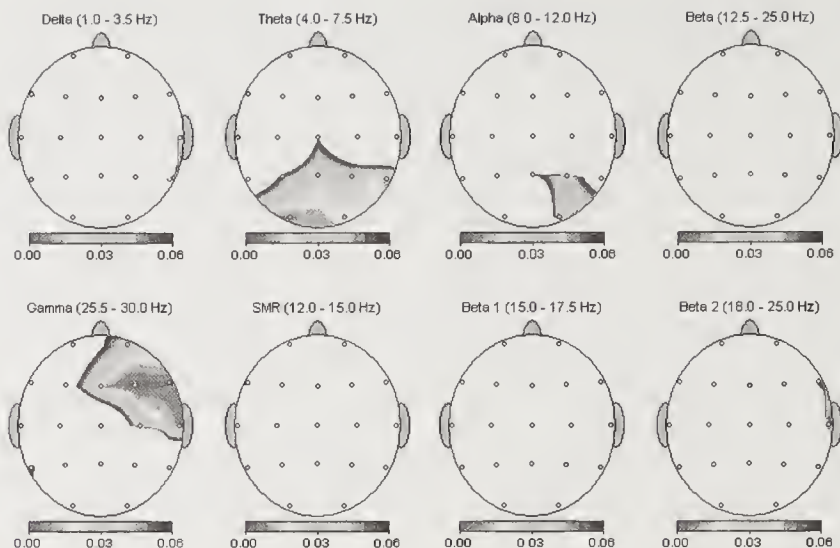 Delta (1.0 - 3.5 Hz) Theta (4.0 - 7.5 Hz) Alpha (8.0 - 12.0 Hz) Beta (12.5 - 25.0 Hz)
0.00 0.03 0.06 0.00 0.03 0.06 0.00 0.03 0.06 0.00 0.03 0.06
Gamma (25.5 - 30.0 Hz) SMR (12.0 - 15.0 Hz) Beta 1 (15.0 - 17.5 Hz) Beta 2 (18.0 - 25.0 Hz)
0.00 0.03 0.06 0.00 0.03 0.06 0.00 0.03 0.06 0.00 0.03 0.06